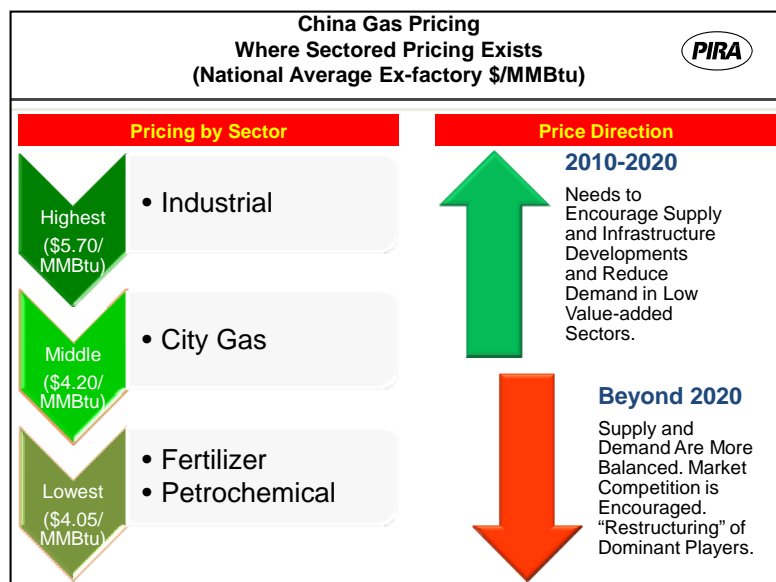 China Gas Pricing
Where Sectored Pricing Exists
(National Average Ex-factory $/MMBtu)
PIRA
Pricing by Sector
Highest
($5.70/
MMBtu)
• Industrial
Middle
($4.20/
MMBtu)
• City Gas
Lowest
($4.05/
MMBtu)
• Fertilizer
• Petrochemical
Price Direction
2010-2020
Needs to
Encourage Supply
and Infrastructure
Developments
and Reduce
Demand in Low
Value-added
Sectors.
Beyond 2020
Supply and
Demand Are More
Balanced. Market
Competition is
Encouraged.
“Restructuring” of
Dominant Players.